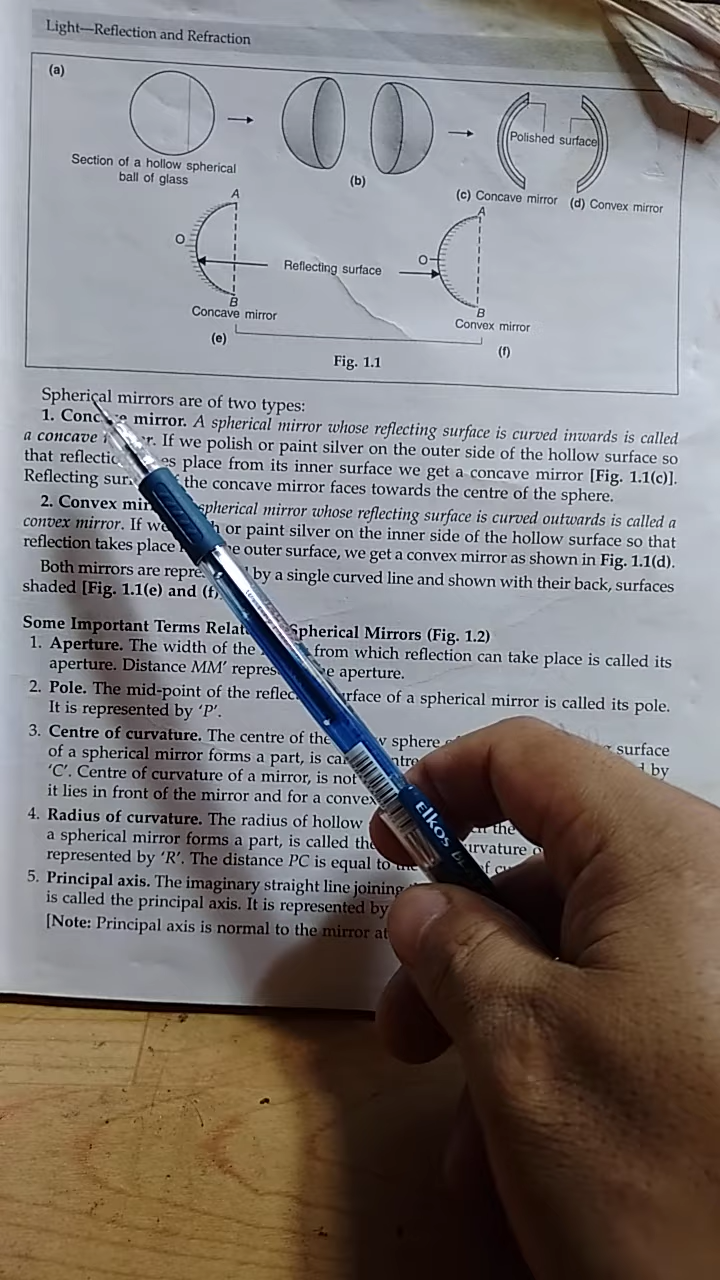 Light—Reflection and Refraction
(a)
Section of a hollow spherical
ball of glass
(b)
Polished surface
(c) Concave mirror (d) Convex mirror
A
A
O
O
Reflecting surface
B
B
Concave mirror
Convex mirror
(e)
(f)
Fig. 1.1
Spherical mirrors are of two types:
1. Concave mirror. A spherical mirror whose reflecting surface is curved inwards is called
a concave r. If we polish or paint silver on the outer side of the hollow surface so
that reflection es place from its inner surface we get a concave mirror [Fig. 1.1(c)].
Reflecting sur the concave mirror faces towards the centre of the sphere.
2. Convex mir spherical mirror whose reflecting surface is curved outwards is called a
convex mirror. If we h or paint silver on the inner side of the hollow surface so that
reflection takes place e outer surface, we get a convex mirror as shown in Fig. 1.1(d).
Both mirrors are repre by a single curved line and shown with their back, surfaces
shaded [Fig. 1.1(e) and (f)
Some Important Terms Relat Spherical Mirrors (Fig. 1.2)
1. Aperture. The width of the from which reflection can take place is called its
aperture. Distance MM' repres e aperture.
2. Pole. The mid-point of the reflec rface of a spherical mirror is called its pole.
It is represented by 'P'.
3. Centre of curvature. The centre of the w sphere surface
of a spherical mirror forms a part, is ca ntre by
'C'. Centre of curvature of a mirror, is not
it lies in front of the mirror and for a convex
4. Radius of curvature. The radius of hollow the
a spherical mirror forms a part, is called the urvature
represented by 'R'. The distance PC is equal to of cu
5. Principal axis. The imaginary straight line joining
is called the principal axis. It is represented by
[Note: Principal axis is normal to the mirror at
Elkos